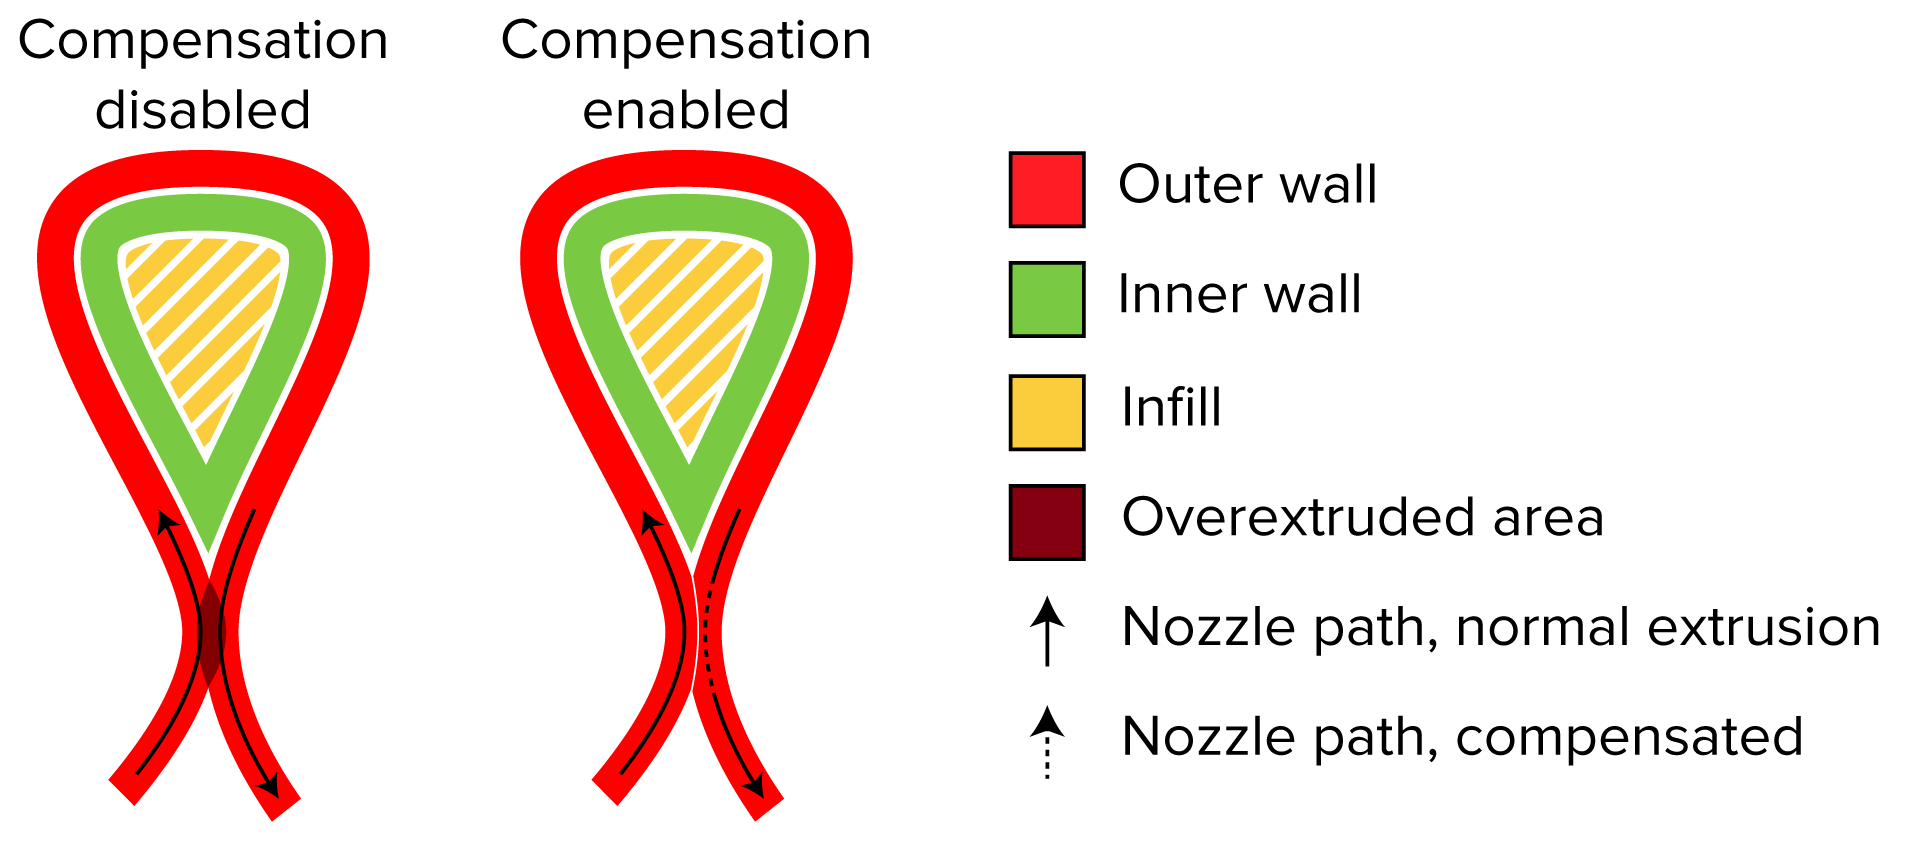 Compensation
disabled
Compensation
enabled
Outer wall
Inner wall
Infill
Overextruded area
Nozzle path, normal extrusion
Nozzle path, compensated